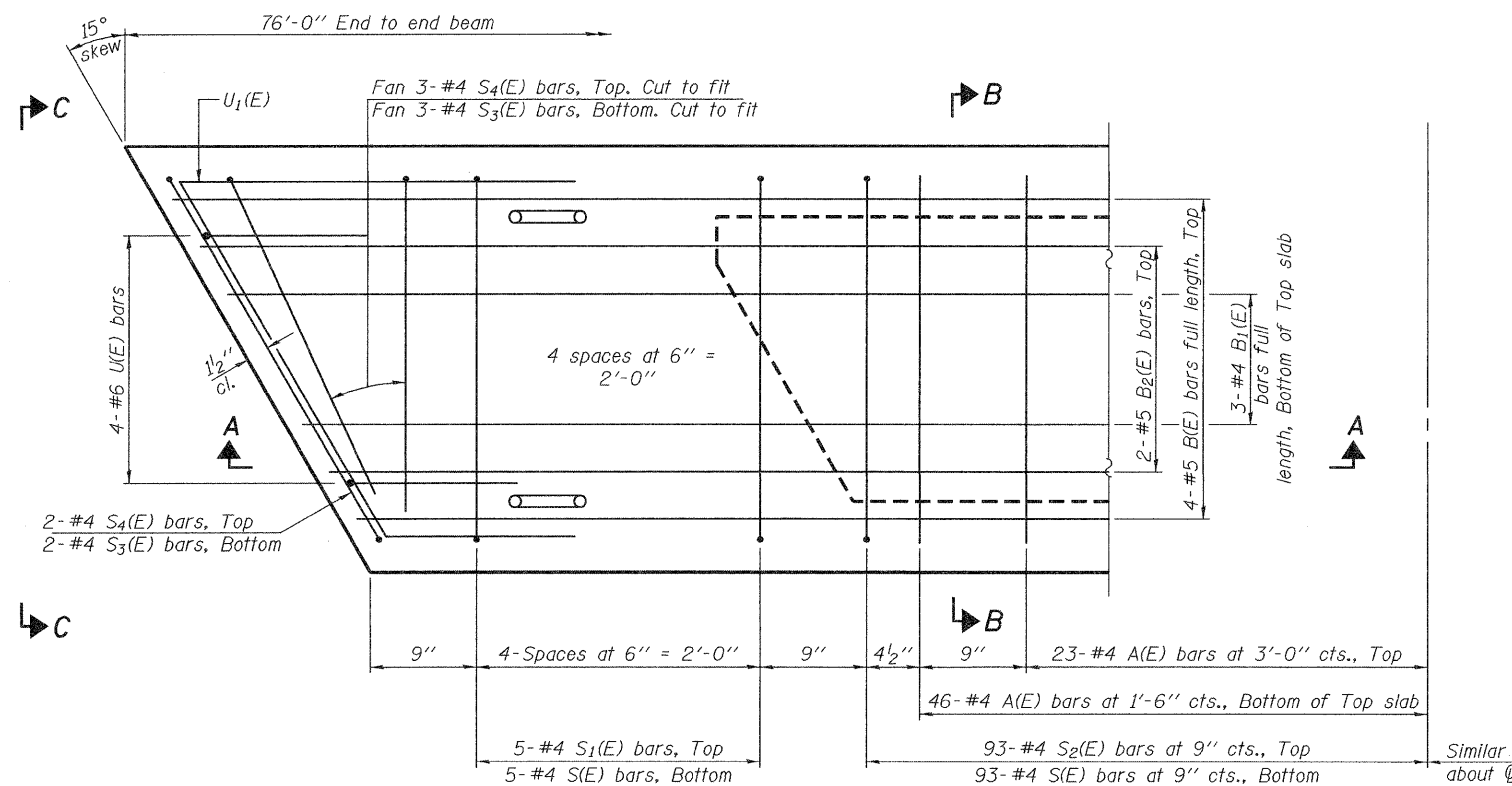 76'-0" End to end beam
15°
skew
U1(E)
Fan 3-#4 S4(E) bars, Top. Cut to fit
Fan 3-#4 S3(E) bars, Bottom. Cut to fit
C
B
4-#6 U(E) bars
1 1/2"
cl.
4 spaces at 6" =
2'-0"
2-#5 B2(E) bars, Top
4-#5 B(E) bars full length, Top
3-#4 B1(E)
bars full
length, Bottom of Top slab
A
A
2-#4 S4(E) bars, Top
2-#4 S3(E) bars, Bottom
C
B
9"
4-Spaces at 6" = 2'-0"
9"
4 1/2"
9"
23-#4 A(E) bars at 3'-0" cts., Top
46-#4 A(E) bars at 1'-6" cts., Bottom of Top slab
5-#4 S1(E) bars, Top
5-#4 S(E) bars, Bottom
93-#4 S2(E) bars at 9" cts., Top
93-#4 S(E) bars at 9" cts., Bottom
Similar
about ℄